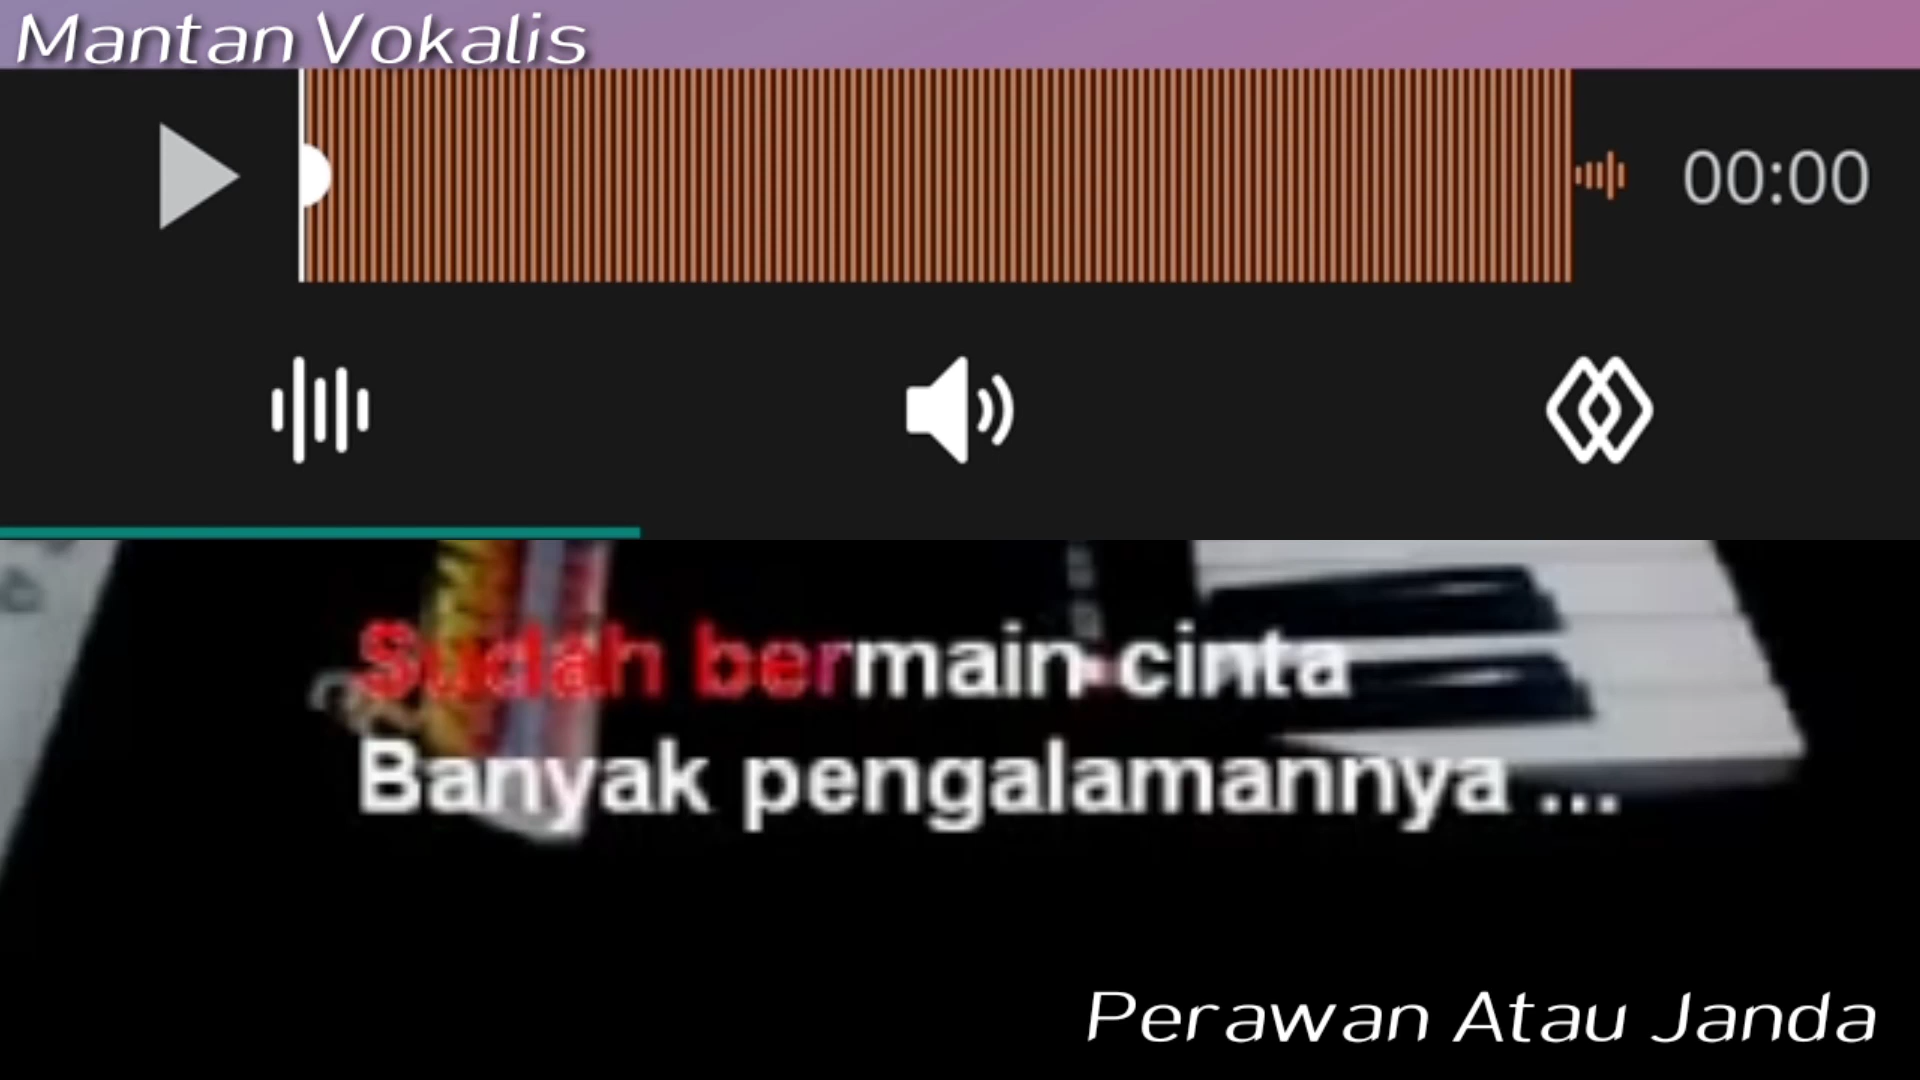 Mantan Vokalis
00:00
Sudah bermain cinta
Banyak pengalamannya ...
Perawan Atau Janda